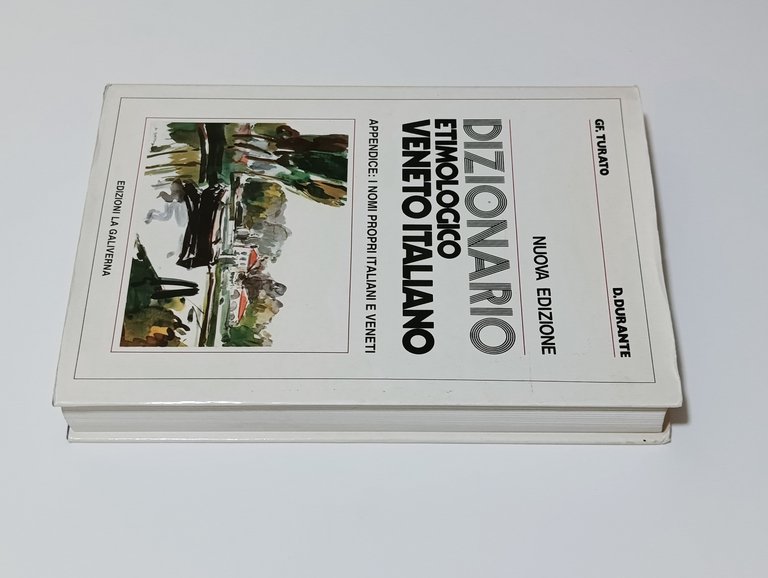 GF. TURATO D. DURANTE
NUOVA EDIZIONE
DIZIONARIO
ETIMOLOGICO
VENETO ITALIANO
APPENDICE: I NOMI PROPRI ITALIANI E VENETI
EDIZIONI LA GALIVERNA